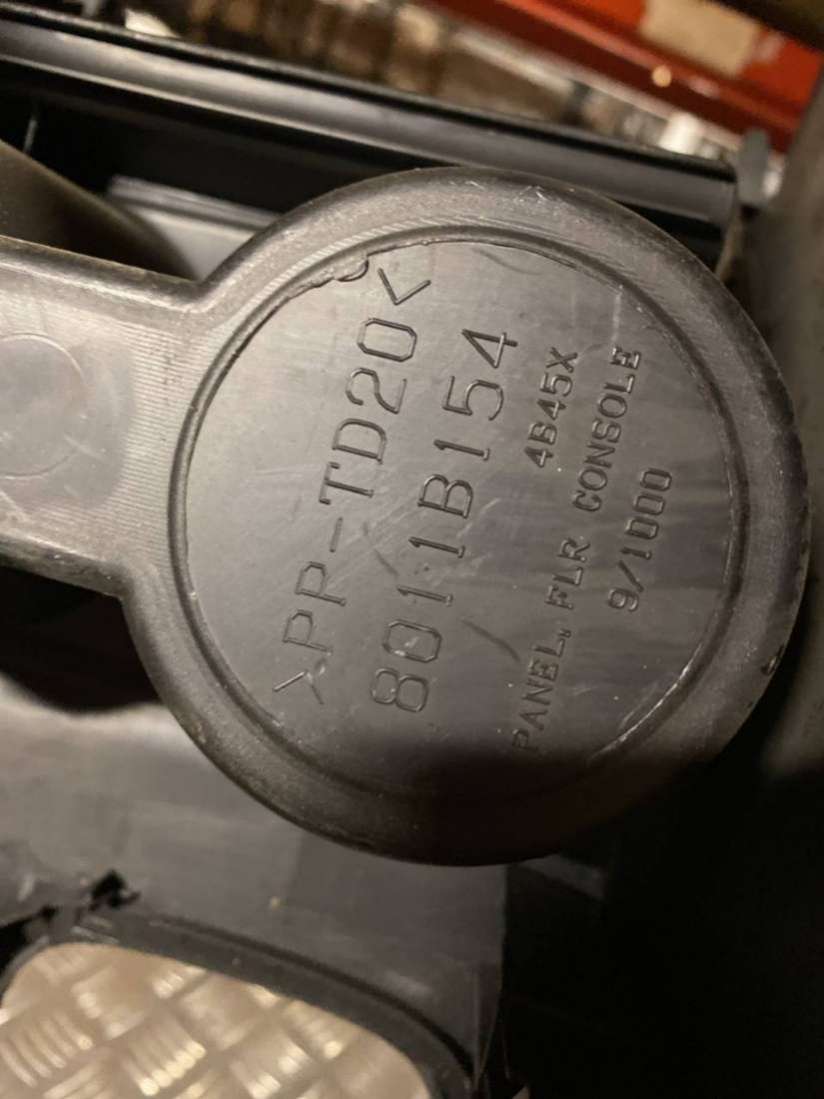 >PP-TD20<
8011B154
4B45X
PANEL, FLR CONSOLE
9/1000